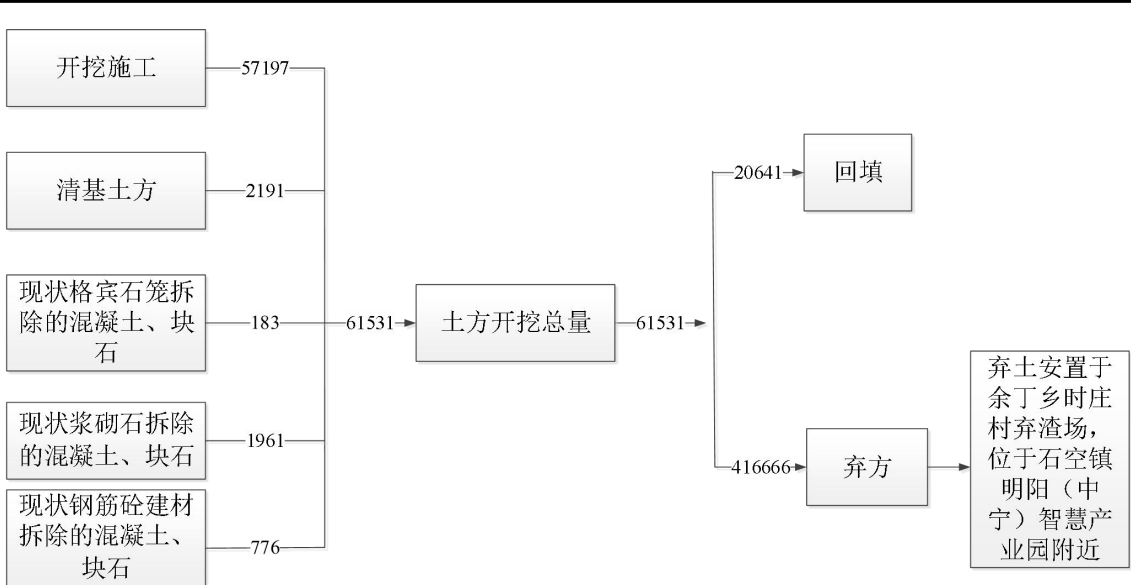 开挖施工
57197
清基土方
2191
现状格宾石笼拆
除的混凝土、块
石
183
现状浆砌石拆除
的混凝土、块石
1961
现状钢筋砼建材
拆除的混凝土、
块石
776
61531
土方开挖总量
61531
20641
回填
416666
弃方
弃土安置于
余丁乡时庄
村弃渣场,
位于石空镇
明阳（中
宁）智慧产
业园附近